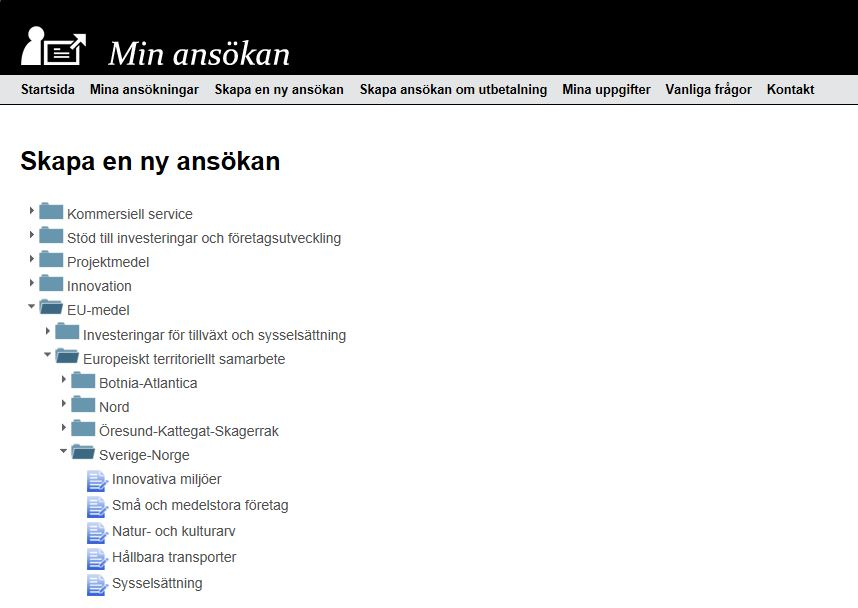 Min ansökan
Startsida Mina ansökningar Skapa en ny ansökan Skapa ansökan om utbetalning Mina uppgifter Vanliga frågor Kontakt
Skapa en ny ansökan
Kommersiell service
Stöd till investeringar och företagsutveckling
Projektmedel
Innovation
EU-medel
Investeringar för tillväxt och sysselsättning
Europeiskt territoriellt samarbete
Botnia-Atlantica
Nord
Öresund-Kattegat-Skagerrak
Sverige-Norge
Innovativa miljöer
Små och medelstora företag
Natur- och kulturarv
Hållbara transporter
Sysselsättning